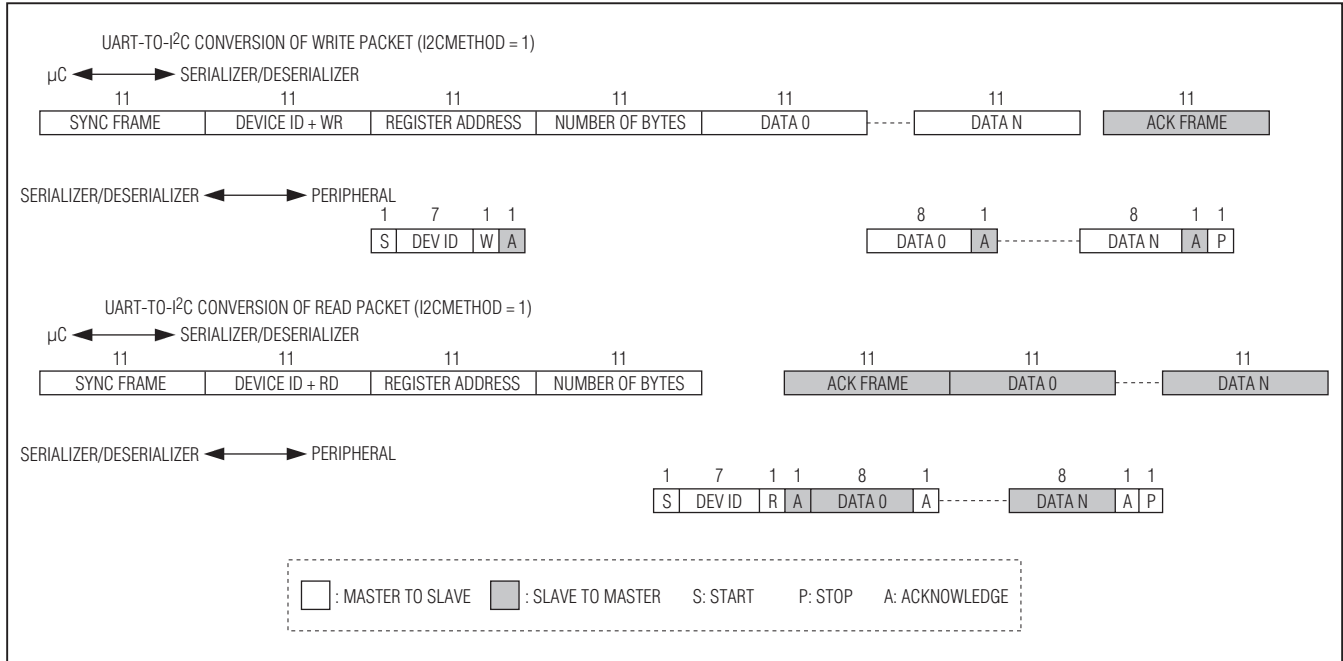 UART-TO-I²C CONVERSION OF WRITE PACKET (I2CMETHOD = 1)
µC SERIALIZER/DESERIALIZER
11 11 11 11 11 11 11
SYNC FRAME DEVICE ID + WR REGISTER ADDRESS NUMBER OF BYTES DATA 0 DATA N ACK FRAME
SERIALIZER/DESERIALIZER PERIPHERAL
1 7 1 1 8 1 8 1 1
S DEV ID W A DATA 0 A DATA N A P
UART-TO-I²C CONVERSION OF READ PACKET (I2CMETHOD = 1)
µC SERIALIZER/DESERIALIZER
11 11 11 11 11 11 11
SYNC FRAME DEVICE ID + RD REGISTER ADDRESS NUMBER OF BYTES ACK FRAME DATA 0 DATA N
SERIALIZER/DESERIALIZER PERIPHERAL
1 7 1 1 8 1 8 1 1
S DEV ID R A DATA 0 A DATA N A P
: MASTER TO SLAVE : SLAVE TO MASTER S: START P: STOP A: ACKNOWLEDGE